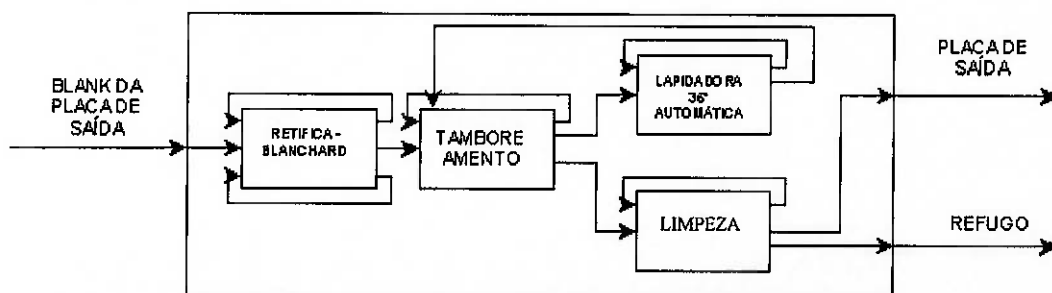 BLANK DA
PLACA DE
SAÍDA
RETIFICA-
BLANCHARD
TAMBORE
AMENTO
LAPIDADORA
36"
AUTOMÁTICA
LIMPEZA
PLACA DE
SAÍDA
REFUGO